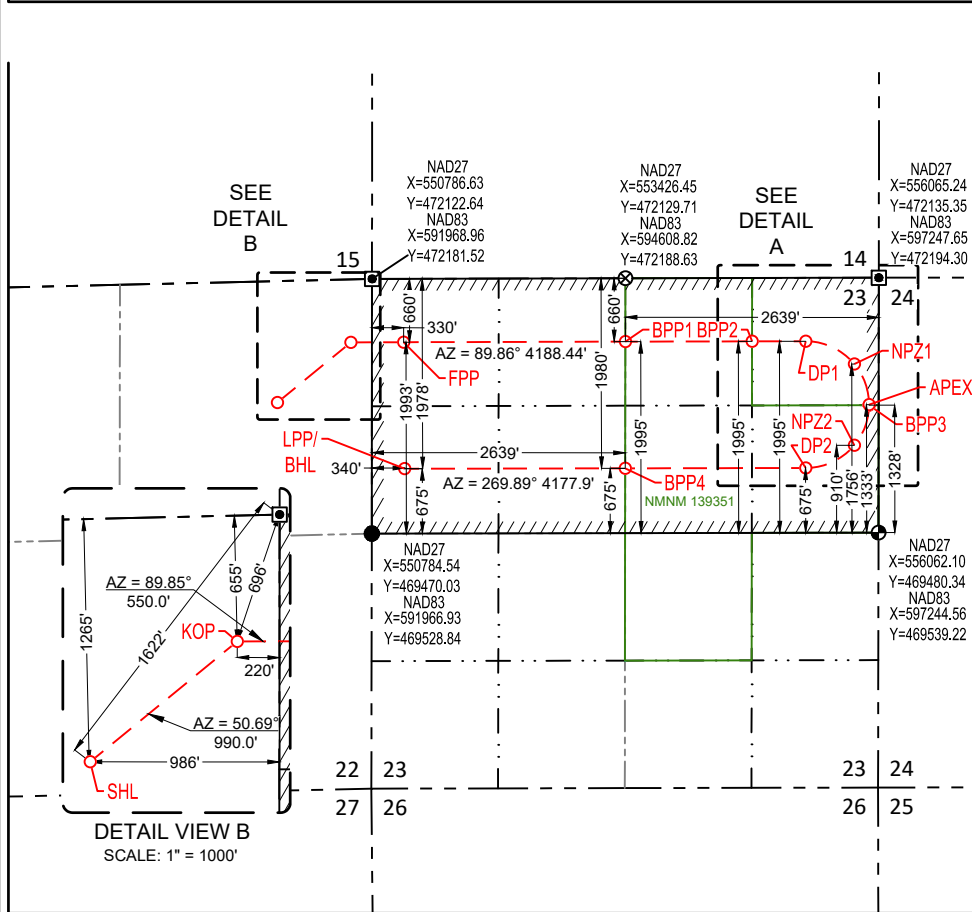 NAD27
X=550786.63
Y=472122.64
NAD83
X=591968.96
Y=472181.52
NAD27
X=553426.45
Y=472129.71
NAD83
X=594608.82
Y=472188.63
NAD27
X=556065.24
Y=472135.35
NAD83
X=597247.65
Y=472194.30
SEE
DETAIL
B
SEE
DETAIL
A
15
14
23
24
660'
330'
660'
2639'
BPP1
BPP2
AZ = 89.86° 4188.44'
FPP
DP1
NPZ1
APEX
BPP3
1993'
1978'
1980'
1995'
1995'
1995'
NPZ2
DP2
LPP/
BHL
2639'
340'
AZ = 269.89° 4177.9'
BPP4
675'
675'
675'
910'
1756'
1333'
1328'
NMNM 139351
NAD27
X=550784.54
Y=469470.03
NAD83
X=591966.93
Y=469528.84
NAD27
X=556062.10
Y=469480.34
NAD83
X=597244.56
Y=469539.22
AZ = 89.85°
550.0'
655'
696'
1265'
1622'
KOP
220'
AZ = 50.69°
990.0'
986'
SHL
DETAIL VIEW B
SCALE: 1" = 1000'
22
23
27
26
23
24
26
25